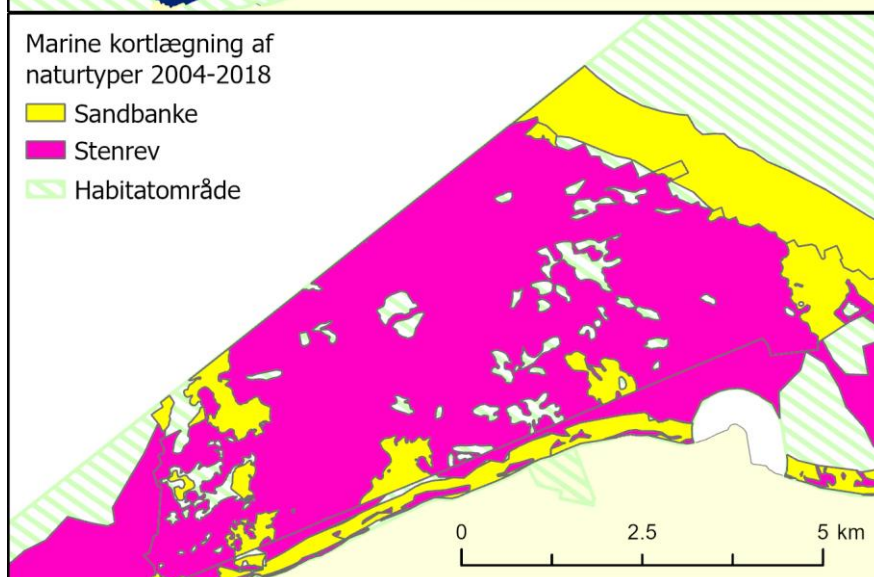 Marine kortlægning af
naturtyper 2004-2018
Sandbanke
Stenrev
Habitatområde
0 2.5 5 km